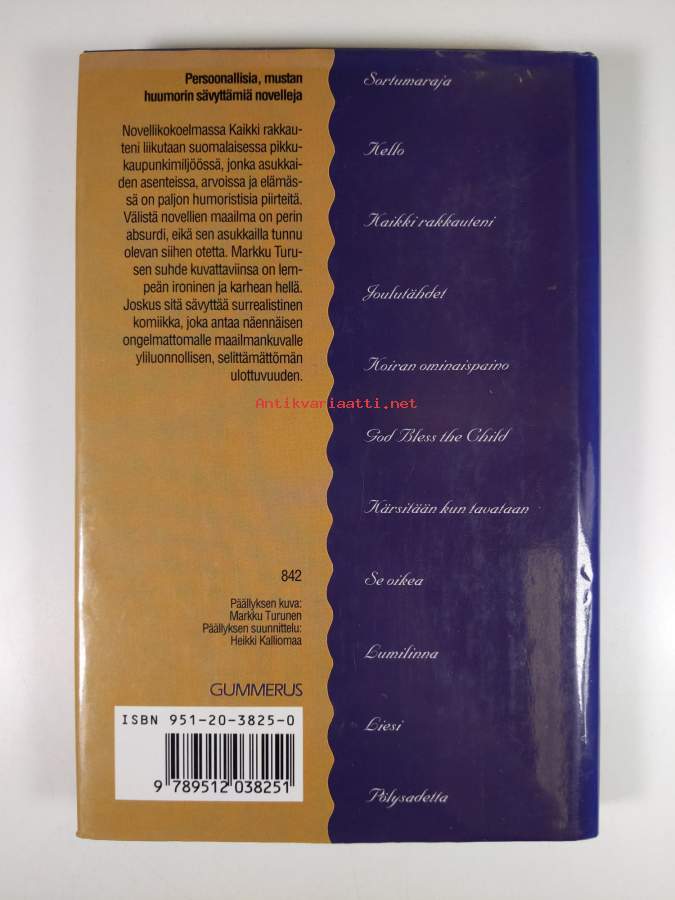 Persoonallisia, mustan
huumorin sävyttämiä novelleja
Novellikokoelmassa Kaikki rakkau-
teni liikutaan suomalaisessa pikku-
kaupunkimiljöössä, jonka asukkai-
den asenteissa, arvoissa ja elämäs-
sä on paljon humoristisia piirteitä.
Välistä novellien maailma on perin
absurdi, eikä sen asukkailla tunnu
olevan siihen otetta. Markku Turu-
sen suhde kuvattaviinsa on lem-
peän ironinen ja karhean hellä.
Joskus sitä sävyttää surrealistinen
komiikka, joka antaa näennäisen
ongelmattomalle maailmankuvalle
yliluonnollisen, selittämättömän
ulottuvuuden.
842
Päällyksen kuva:
Markku Turunen
Päällyksen suunnittelu:
Heikki Kalliomaa
GUMMERUS
ISBN 951-20-3825-0
9 789512 038251
Sortumaraja
Kello
Kaikki rakkauteni
Joulutähdet
Koiran ominaispaino
God Bless the Child
Kärsitään kun tavataan
Se oikea
Lumilinna
Liesi
Pölysadetta
Antikvariaatti.net